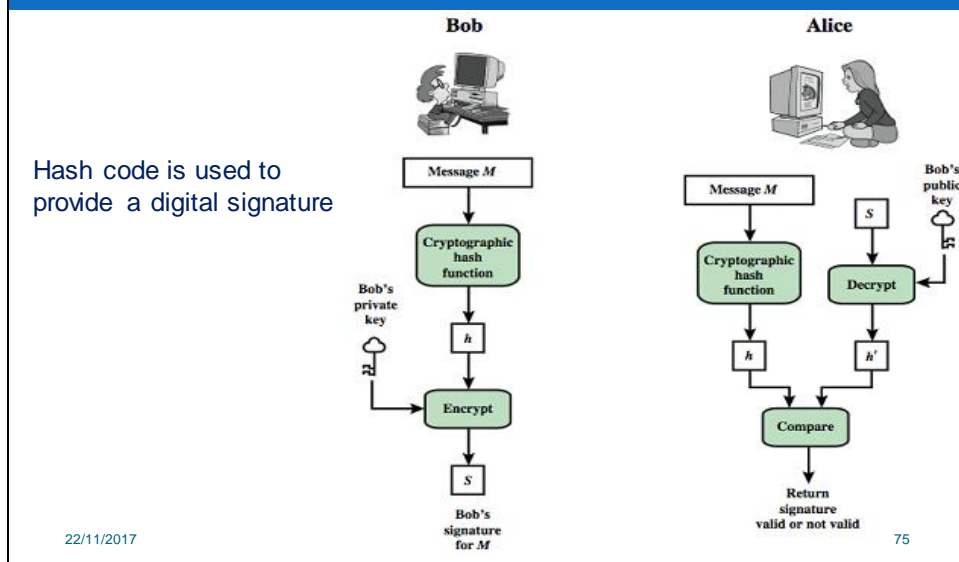 Bob
Alice
Hash code is used to
provide a digital signature
Message M
Cryptographic
hash
function
Bob's
private
key
h
Encrypt
S
Bob's
signature
for M
Message M
Cryptographic
hash
function
S
Bob's
public
key
Decrypt
h
h'
Compare
Return
signature
valid or not valid
22/11/2017
75